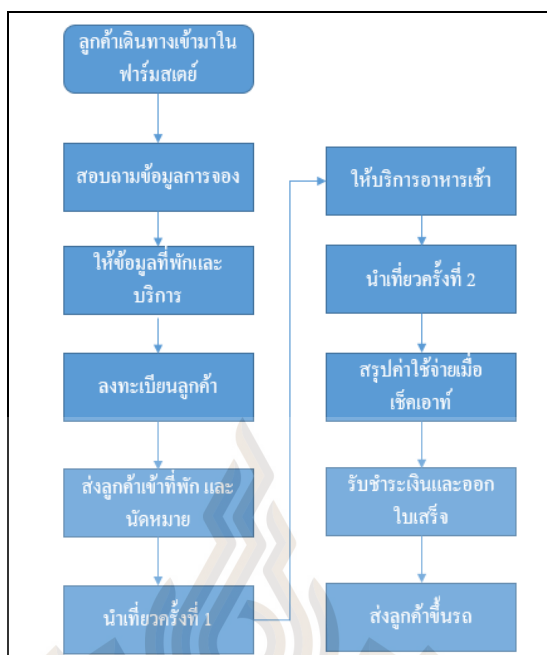 ลูกค้าเดินทางเข้ามาใน
ฟาร์มสเตย์
สอบถามข้อมูลการจอง
ให้ข้อมูลที่พักและ
บริการ
ลงทะเบียนลูกค้า
ส่งลูกค้าเข้าที่พัก และ
นัดหมาย
นำเที่ยวครั้งที่ 1
ให้บริการอาหารเช้า
นำเที่ยวครั้งที่ 2
สรุปค่าใช้จ่ายเมื่อ
เช็คเอาท์
รับชำระเงินและออก
ใบเสร็จ
ส่งลูกค้าขึ้นรถ